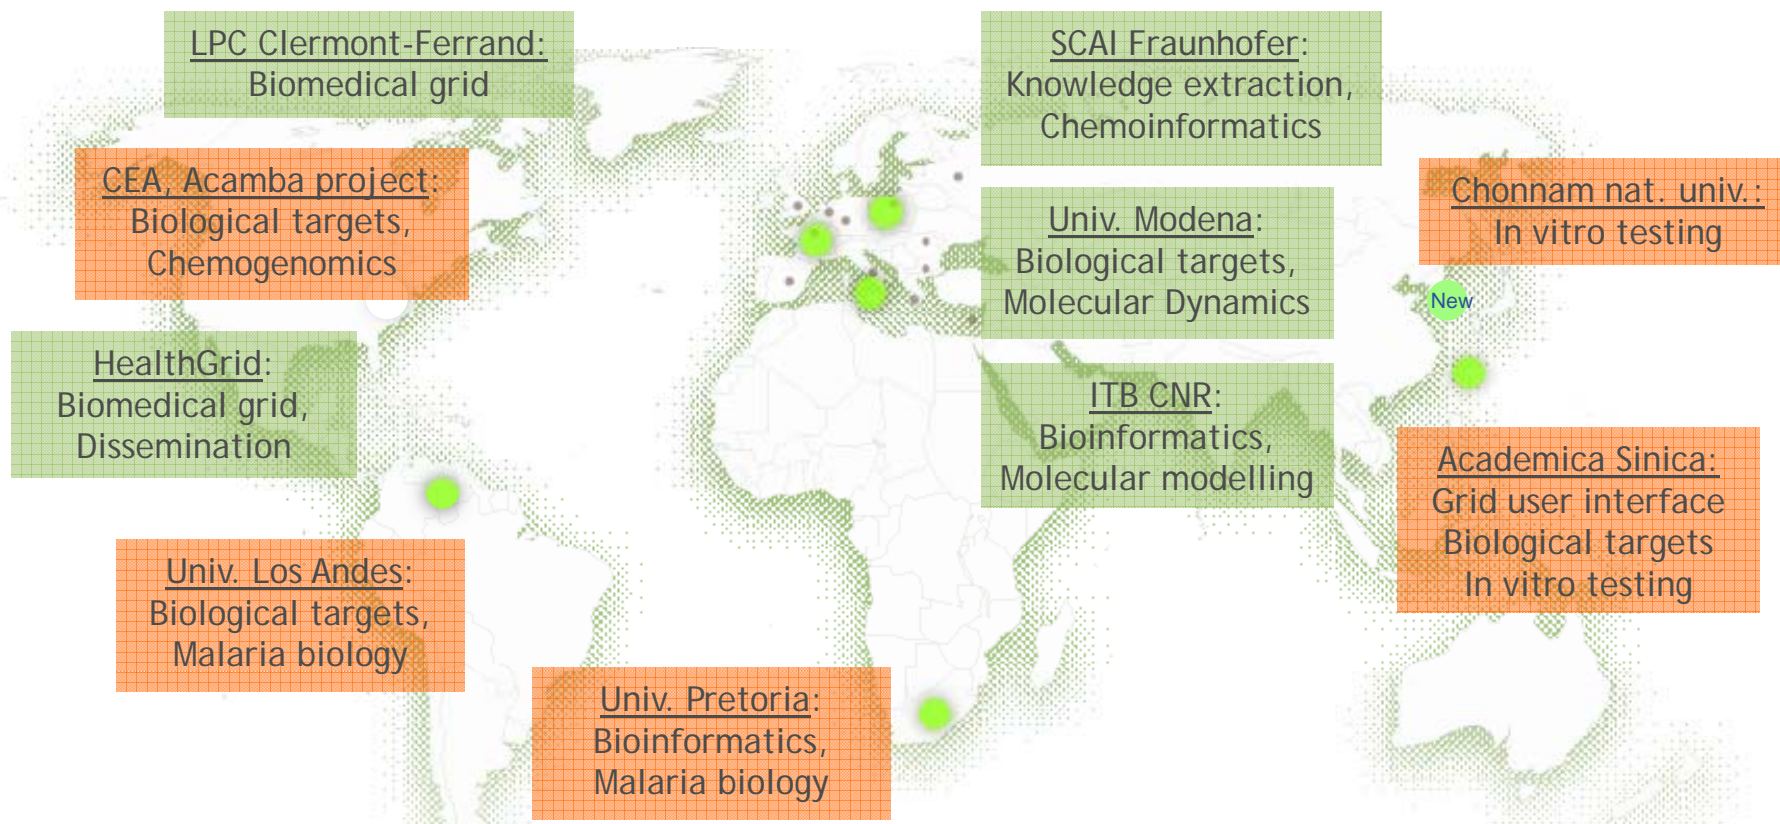 LPC Clermont-Ferrand:
Biomedical grid
SCAI Fraunhofer:
Knowledge extraction,
Chemoinformatics
CEA, Acamba project:
Biological targets,
Chemogenomics
Univ. Modena:
Biological targets,
Molecular Dynamics
Chonnam nat. univ.:
In vitro testing
New
HealthGrid:
Biomedical grid,
Dissemination
ITB CNR:
Bioinformatics,
Molecular modelling
Academica Sinica:
Grid user interface
Biological targets
In vitro testing
Univ. Los Andes:
Biological targets,
Malaria biology
Univ. Pretoria:
Bioinformatics,
Malaria biology